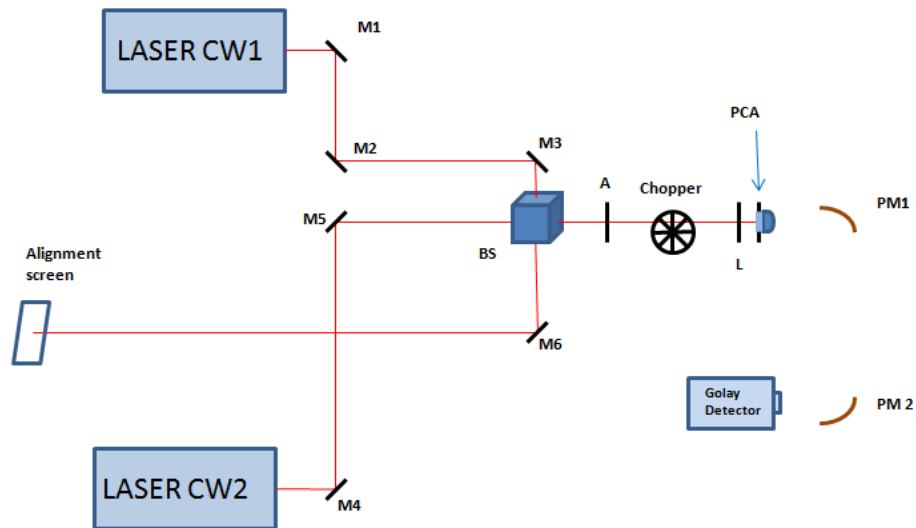 LASER CW1
M1
M2
M3
PCA
A
Chopper
PM1
M5
BS
L
Alignment
screen
M6
Golay
Detector
PM 2
LASER CW2
M4